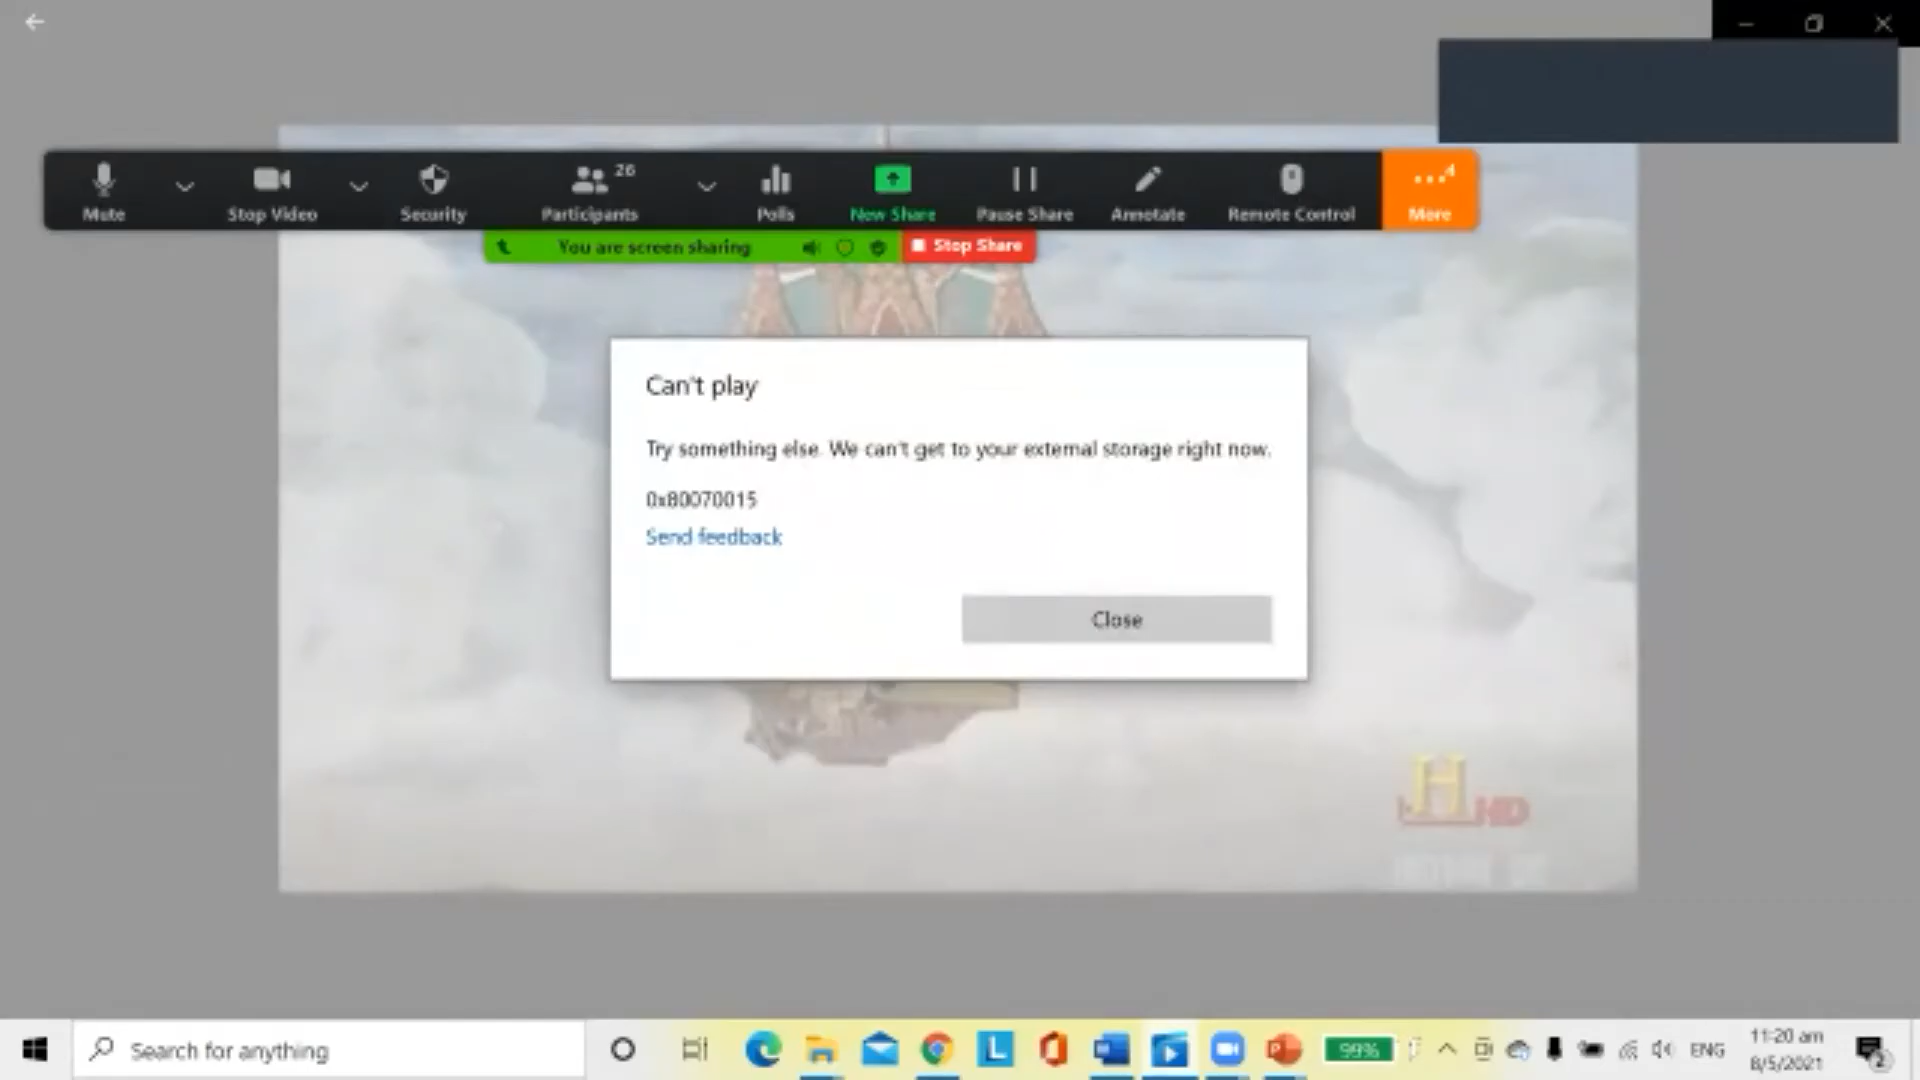 26
4
Mute
Stop Video
Security
Participants
Polls
New Share
Pause Share
Annotate
Remote Control
More
You are screen sharing
Stop Share
Can't play
Try something else. We can't get to your external storage right now.
0x80070015
Send feedback
Close
H
HD
Search for anything
L
99%
ENG
11:20 am
8/5/2021
2